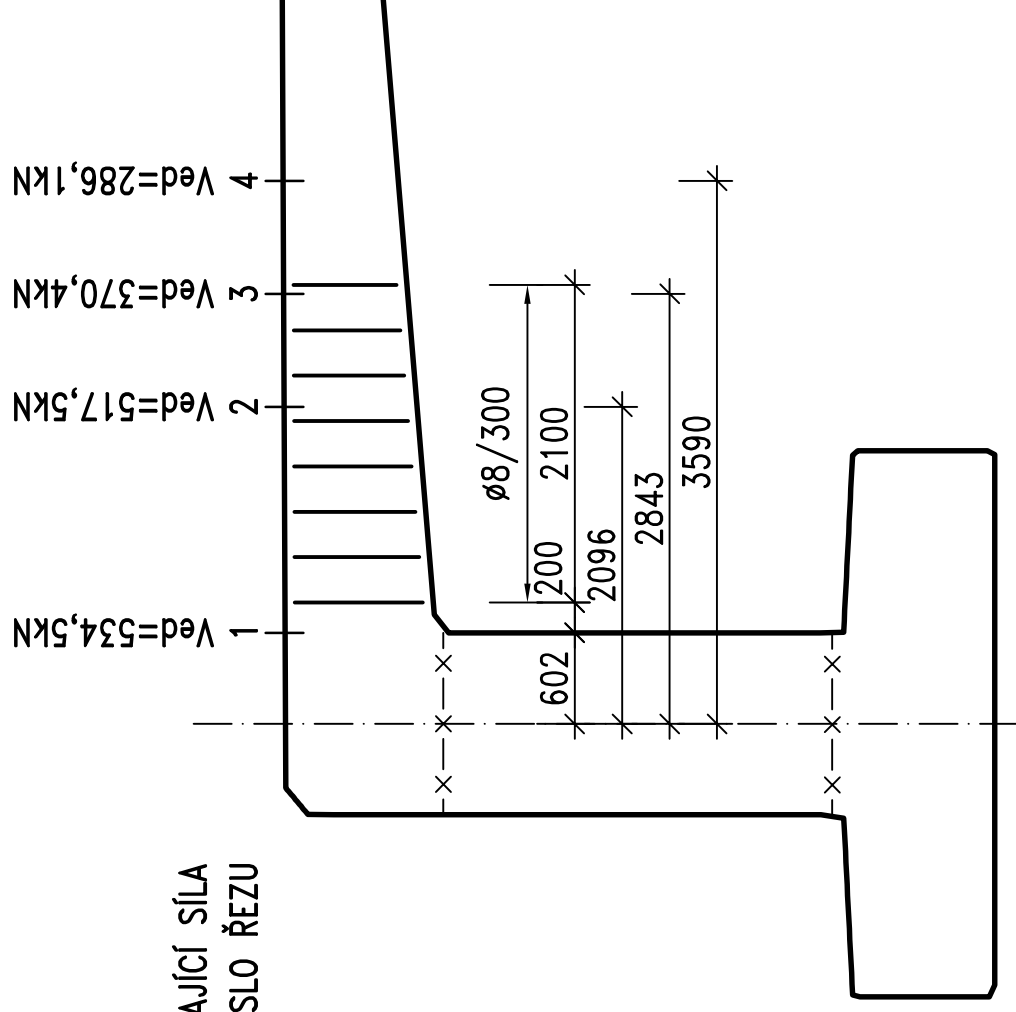 Ved=286,1kN
4
Ved=370,4kN
3
Ved=517,5kN
2
Ved=534,5kN
1
ø8/300
2100
200
602
2096
2843
3590
AJÍCÍ SÍLA
SLO ŘEZU